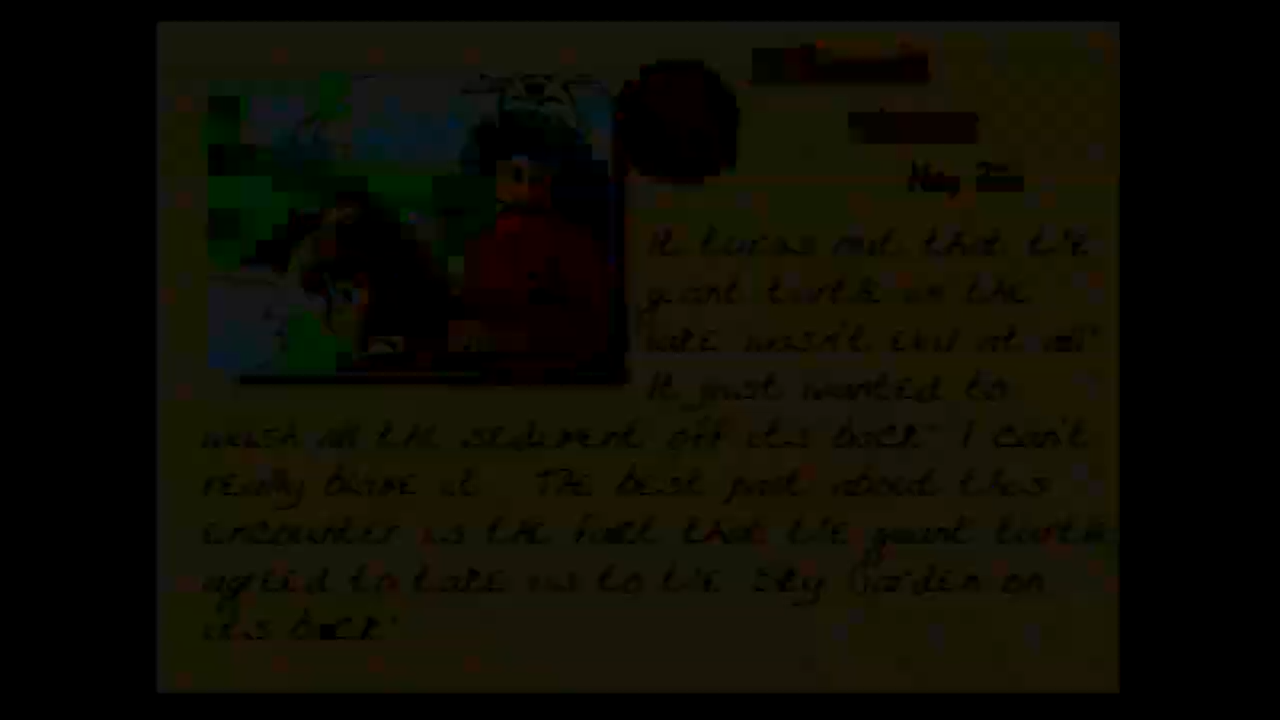 May 2nd
It turns out that the
giant turtle in the
lake wasn't evil at all!
It just wanted to
wash all the sediment off its back - I can't
really blame it. The best part about this
encounter is the fact that the giant turtle
agreed to take us to the Sky Garden on
its back!